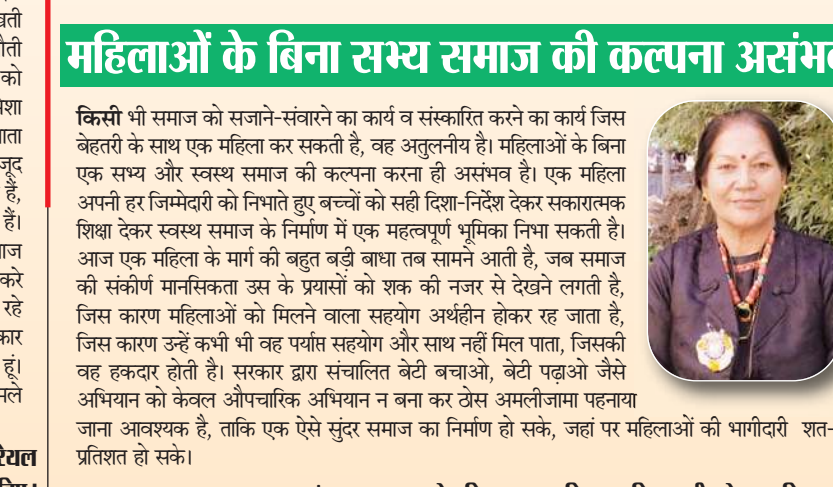 महिलाओं के बिना सभ्य समाज की कल्पना
किसी भी समाज को सजाने-संवारने का कार्य व संस्कारित करने का कार्य जिस
बेहतरी के साथ एक महिला कर सकती है, वह अतुलनीय है। महिलाओं के बिना
एक सभ्य और स्वस्थ समाज की कल्पना करना ही असंभव है। एक महिला
अपनी हर जिम्मेदारी को निभाते हुए बच्चों को सही दिशा-निर्देश देकर सकारात्मक
शिक्षा देकर स्वस्थ समाज के निर्माण में एक महत्वपूर्ण भूमिका निभा सकती है।
आज एक महिला के मार्ग की बहुत बड़ी बाधा तब सामने आती है, जब समाज
की संकीर्ण मानसिकता उस के प्रयासों को शक की नजर से देखने लगती है,
जिस कारण महिलाओं को मिलने वाला सहयोग अर्थहीन होकर रह जाता है,
जिस कारण उन्हें कभी भी वह पर्याप्त सहयोग और साथ नहीं मिल पाता, जिसकी
वह हकदार होती है। सरकार द्वारा संचालित बेटी बचाओ, बेटी पढ़ाओ जैसे
अभियान को केवल औपचारिक अभियान न बना कर ठोस अमलीजामा पहनाया
जाना आवश्यक है, ताकि एक ऐसे सुंदर समाज का निर्माण हो सके, जहां पर महिलाओं की भागीदारी शत-
प्रतिशत हो सके।
को
हैं,
हैं।
रहे
हूं।